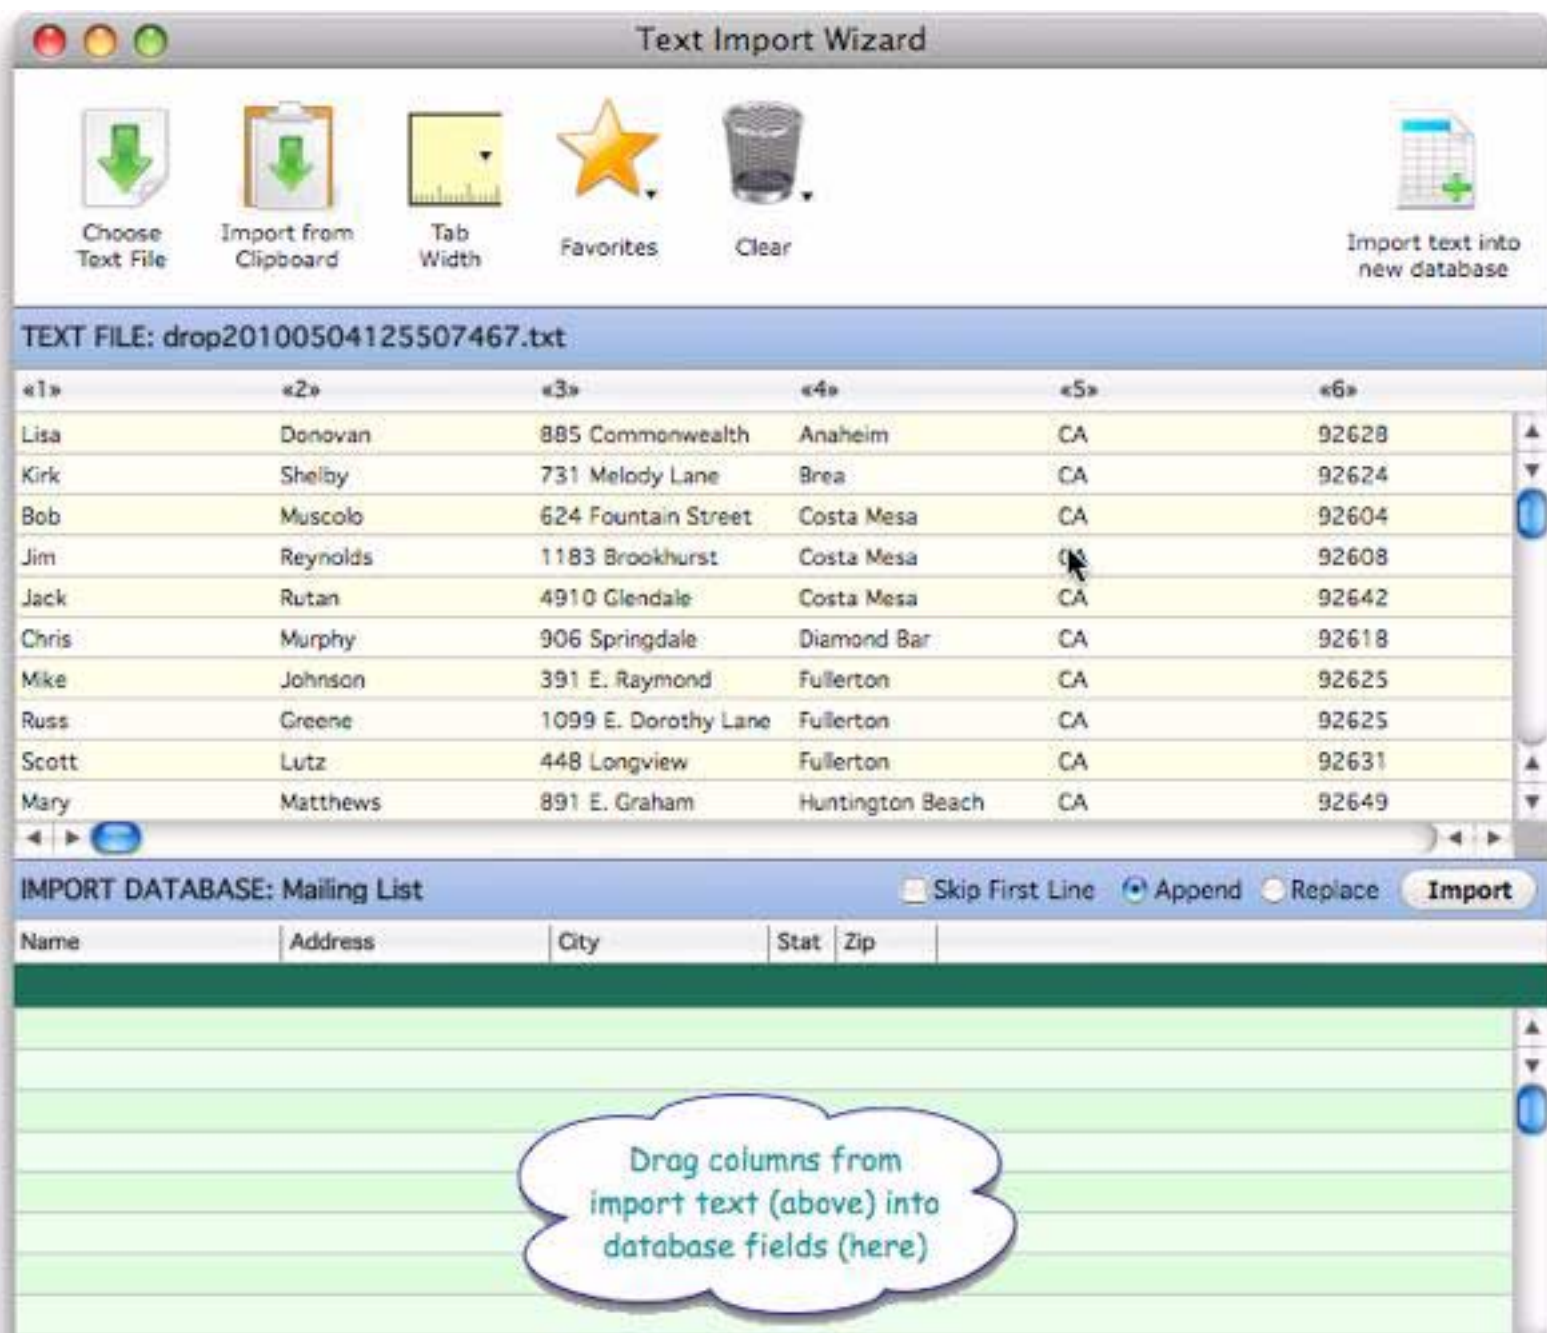 Text Import Wizard
Choose Text File
Import from Clipboard
Tab Width
Favorites
Clear
Import text into new database
TEXT FILE: drop20100504125507467.txt
«1» «2» «3» «4» «5» «6»
Lisa Donovan 885 Commonwealth Anaheim CA 92628
Kirk Shelby 731 Melody Lane Brea CA 92624
Bob Muscolo 624 Fountain Street Costa Mesa CA 92604
Jim Reynolds 1183 Brookhurst Costa Mesa 92608
Jack Rutan 4910 Glendale Costa Mesa CA 92642
Chris Murphy 906 Springdale Diamond Bar CA 92618
Mike Johnson 391 E. Raymond Fullerton CA 92625
Russ Greene 1099 E. Dorothy Lane Fullerton CA 92625
Scott Lutz 448 Longview Fullerton CA 92631
Mary Matthews 891 E. Graham Huntington Beach CA 92649
IMPORT DATABASE: Mailing List Skip First Line Append Replace Import
Name Address City Stat Zip
Drag columns from
import text (above) into
database fields (here)